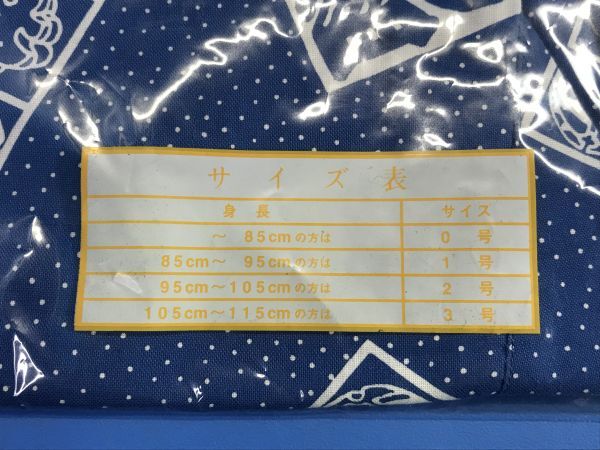 サイズ表
身長 サイズ
〜 85cmの方は 0号
85cm〜 95cmの方は 1号
95cm〜105cmの方は 2号
105cm〜115cmの方は 3号